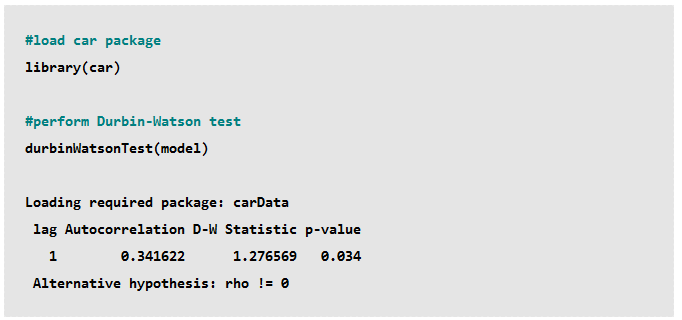 #load car package
library(car)
#perform Durbin-Watson test
durbinWatsonTest(model)
Loading required package: carData
lag Autocorrelation D-W Statistic p-value
1 0.341622 1.276569 0.034
Alternative hypothesis: rho != 0